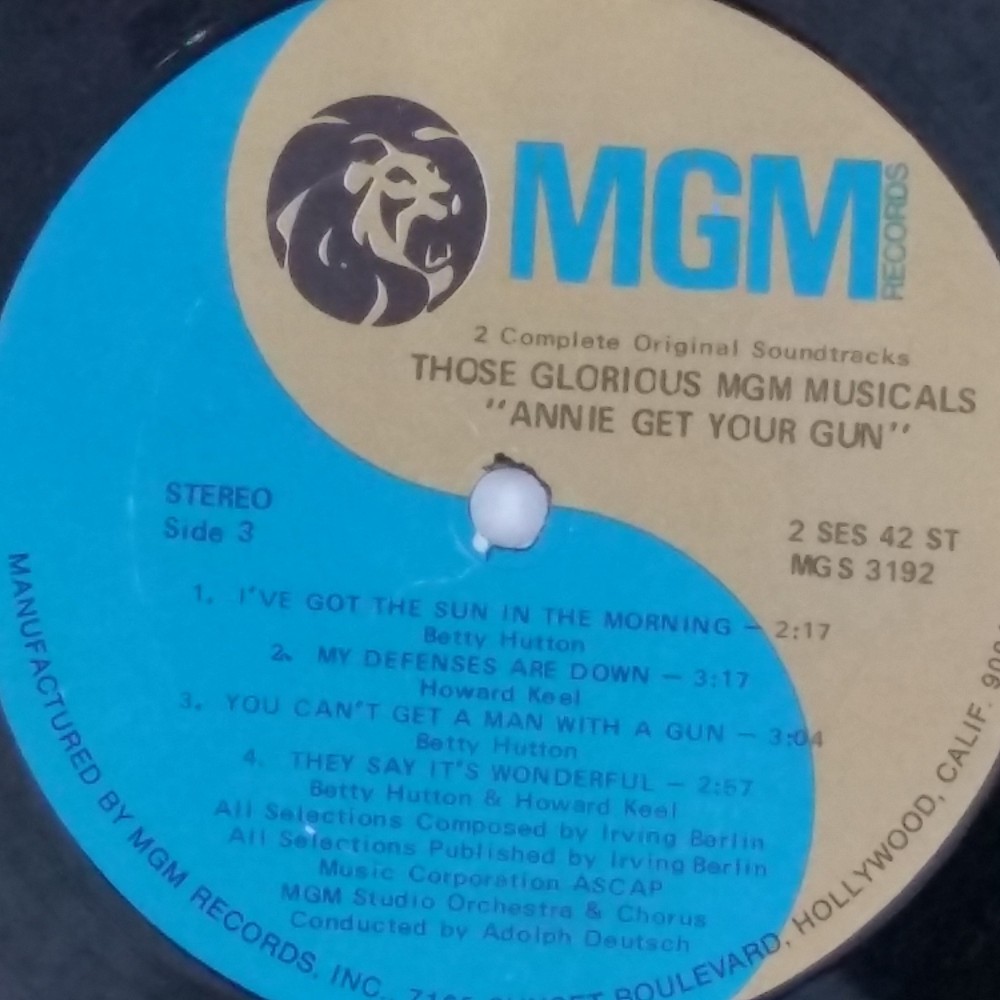 MGM RECORDS
2 Complete Original Soundtracks
THOSE GLORIOUS MGM MUSICALS
"ANNIE GET YOUR GUN"
STEREO
Side 3
2 SES 42 ST
MGS 3192
1. I'VE GOT THE SUN IN THE MORNING – 2:17
Betty Hutton
2. MY DEFENSES ARE DOWN – 3:17
Howard Keel
3. YOU CAN'T GET A MAN WITH A GUN – 3:04
Betty Hutton
4. THEY SAY IT'S WONDERFUL – 2:57
Betty Hutton & Howard Keel
All Selections Composed by Irving Berlin
All Selections Published by Irving Berlin
Music Corporation ASCAP
MGM Studio Orchestra & Chorus
Conducted by Adolph Deutsch
MANUFACTURED BY MGM RECORDS, INC., SUNSET BOULEVARD, HOLLYWOOD, CALIF.